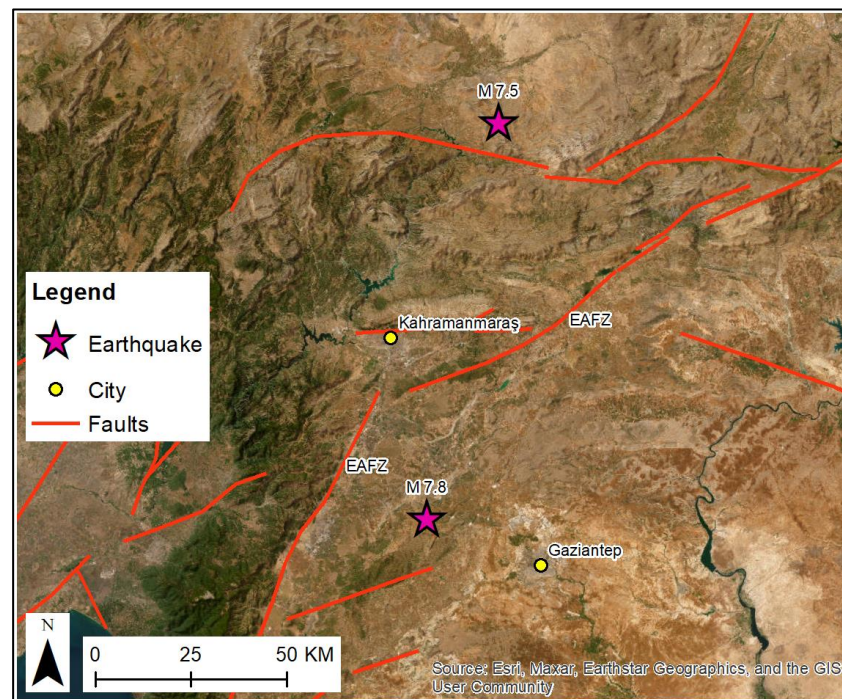 M 7.5
Legend
Earthquake
City
Faults
Kahramanmaraş
EAFZ
EAFZ
M 7.8
Gaziantep
N
0 25 50 KM
Source: Esri, Maxar, Earthstar Geographics, and the GIS
User Community